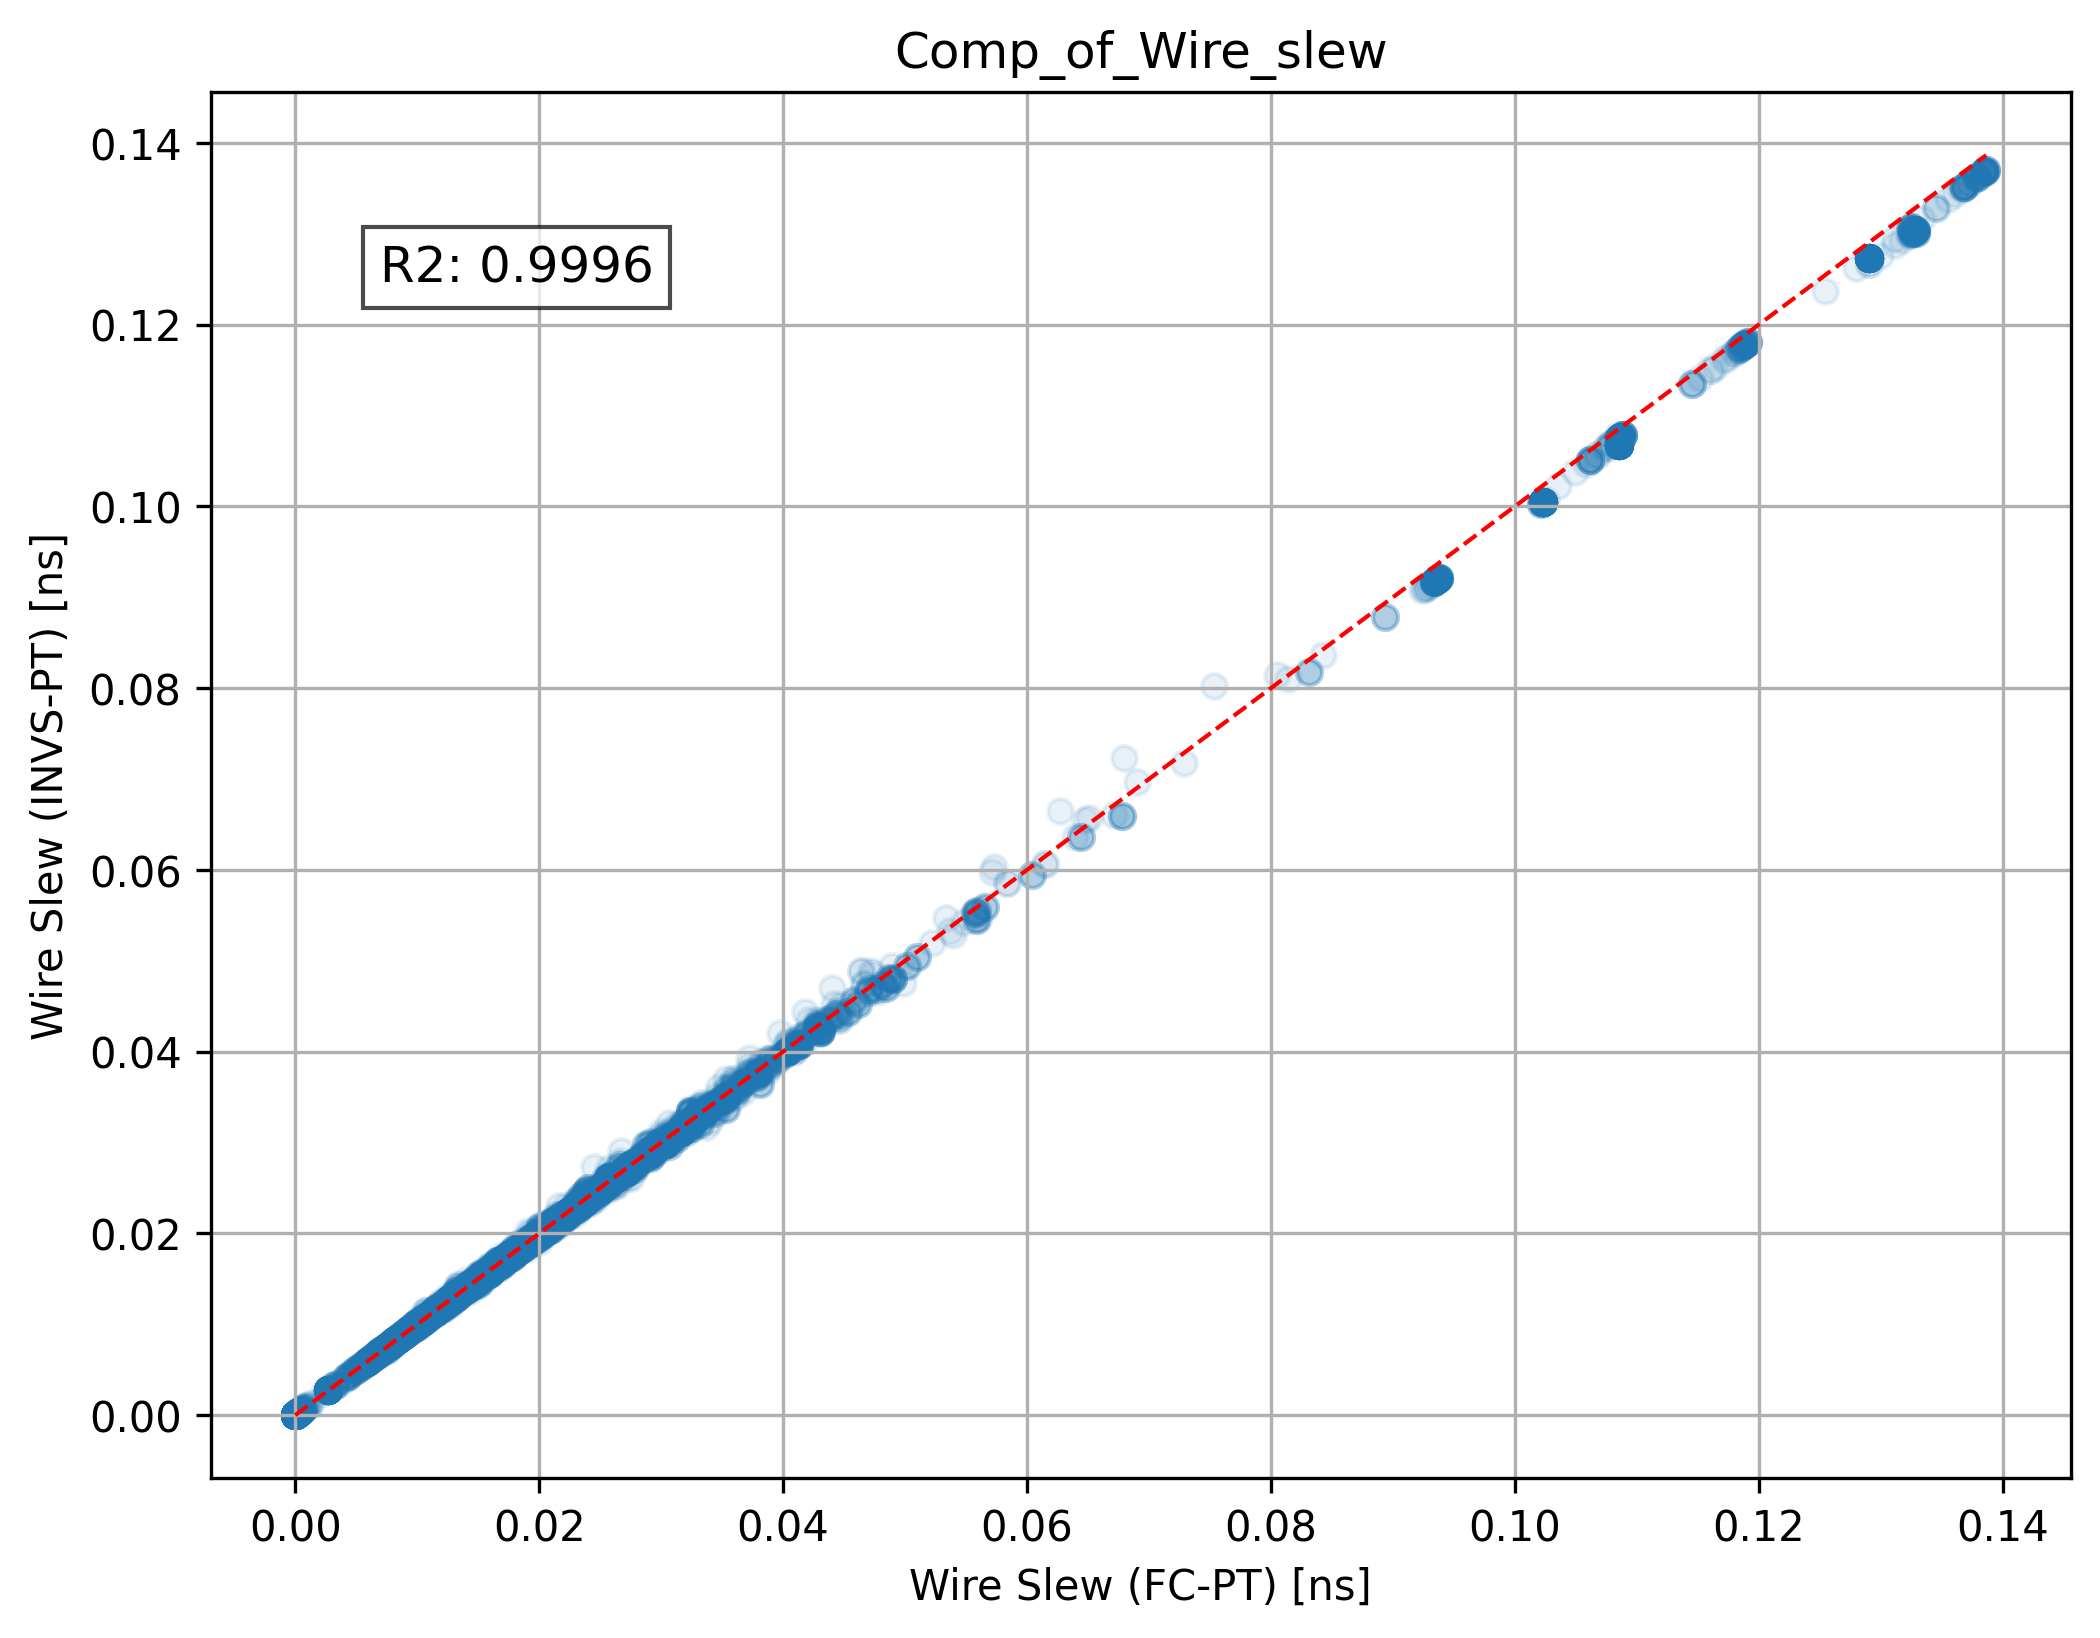 Comp_of_Wire_slew
R2: 0.9996
Wire Slew (INVS-PT) [ns]
0.14
0.12
0.10
0.08
0.06
0.04
0.02
0.00
0.00 0.02 0.04 0.06 0.08 0.10 0.12 0.14
Wire Slew (FC-PT) [ns]